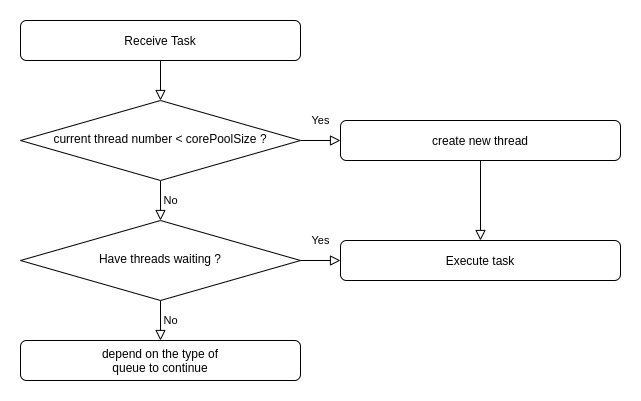 Receive Task
current thread number < corePoolSize ?
Yes
create new thread
No
Have threads waiting ?
Yes
Execute task
No
depend on the type of
queue to continue